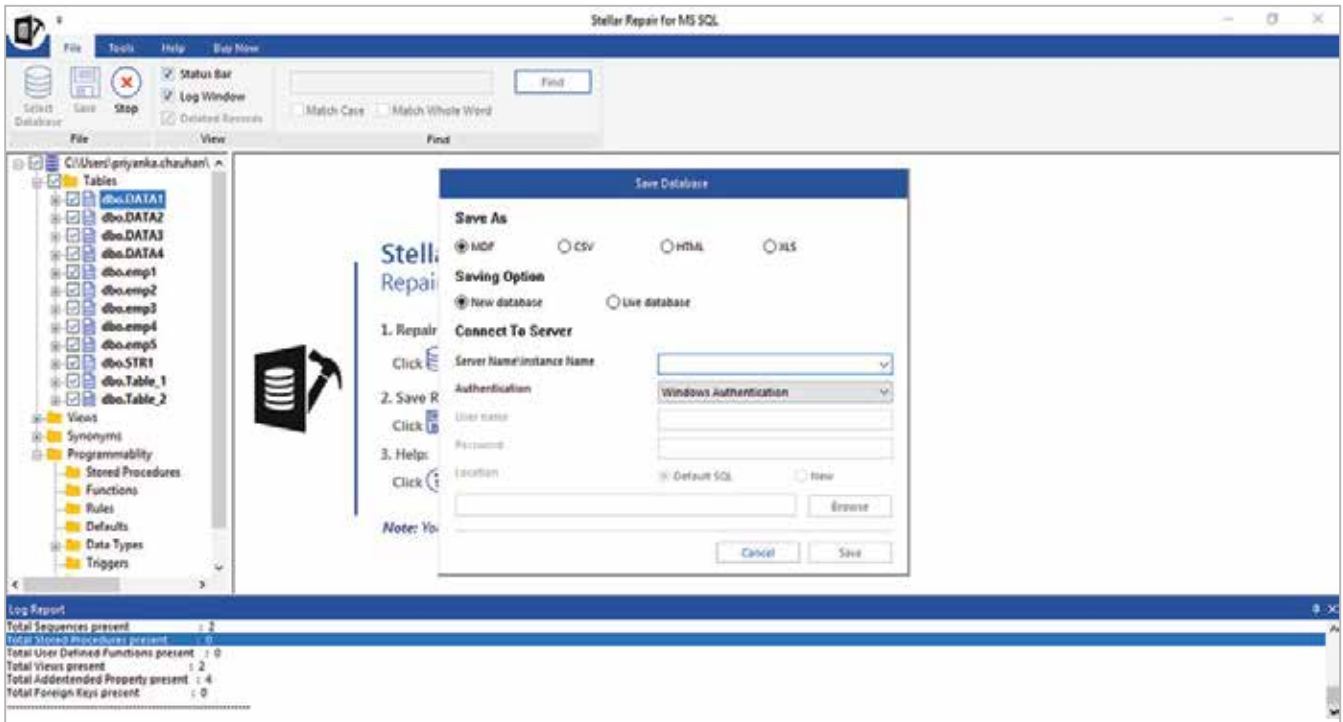 Stellar Repair for MS SQL
File Tools Help Buy Now
Select Database
Save
Stop
File
Status Bar
Log Window
Deleted Records
View
Find
Match Case Match Whole Word
Find
C:\Users\priyanka.chauhan\
Tables
dbo.DATA1
dbo.DATA2
dbo.DATA3
dbo.DATA4
dbo.emp1
dbo.emp2
dbo.emp3
dbo.emp4
dbo.emp5
dbo.STR1
dbo.Table_1
dbo.Table_2
Views
Synonyms
Programmablity
Stored Procedures
Functions
Rules
Defaults
Data Types
Triggers
Stell
Repai
1. Repair
Click
2. Save R
Click
3. Help:
Click
Note: Yo
Save Database
Save As
MDF CSV HTML XLS
Saving Option
New database Live database
Connect To Server
Server Name\Instance Name
Authentication Windows Authentication
User name
Password
Location Default SQL New
Browse
Cancel Save
Log Report
Total Sequences present : 2
Total Stored Procedures present : 0
Total User Defined Functions present : 0
Total Views present : 2
Total Addentended Property present : 4
Total Foreign Keys present : 0